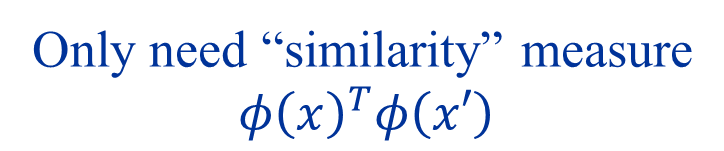 Only need “similarity” measure
𝜙(𝑥)ᵀ𝜙(𝑥′)